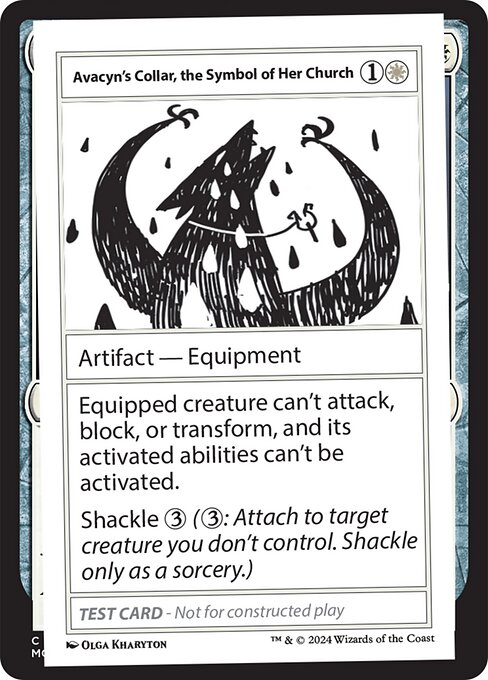 Avacyn's Collar, the Symbol of Her Church 1
Artifact — Equipment
Equipped creature can't attack,
block, or transform, and its
activated abilities can't be
activated.
Shackle 3 (3: Attach to target
creature you don't control. Shackle
only as a sorcery.)
TEST CARD - Not for constructed play
C
MC
OLGA KHARYTON
™ & © 2024 Wizards of the Coast